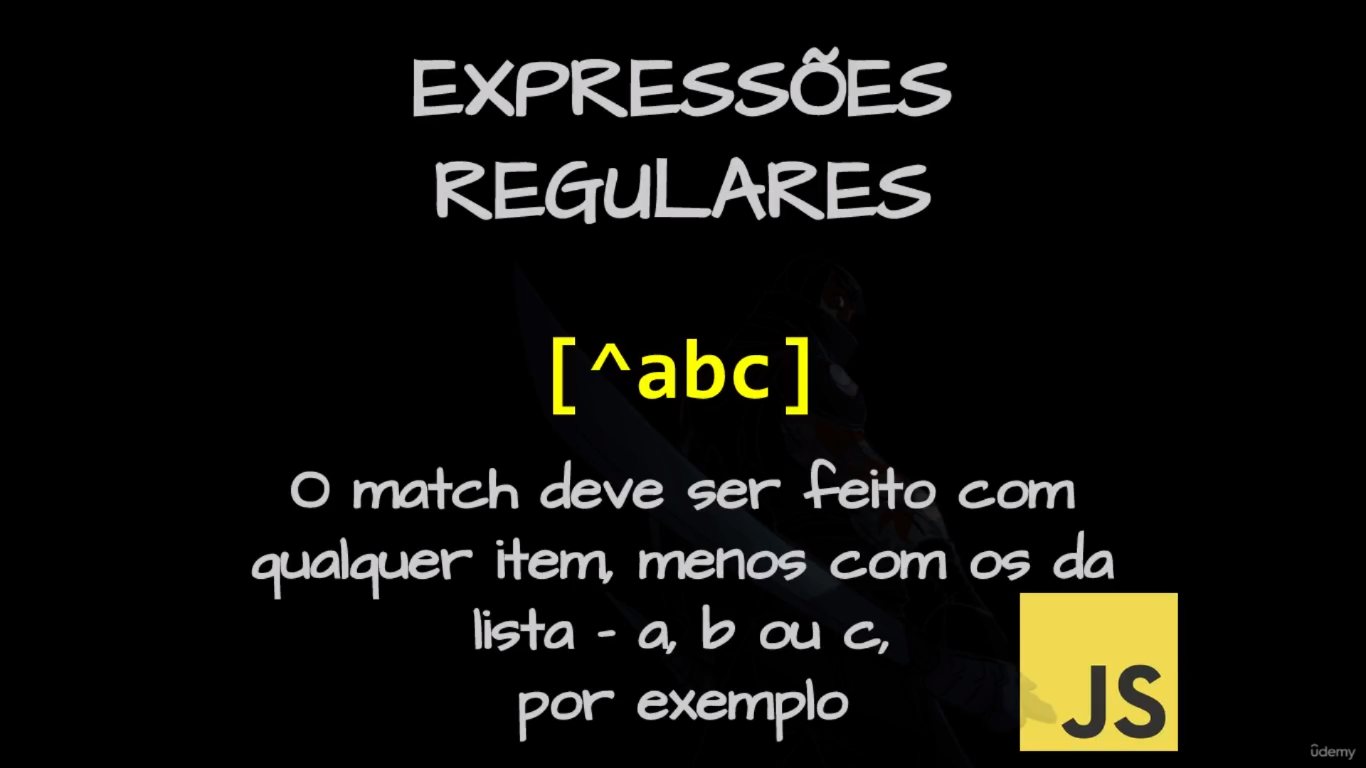 EXPRESSÕES
REGULARES
[^abc]
O match deve ser feito com
qualquer item, menos com os da
lista - a, b ou c,
por exemplo
JS
ûdemy